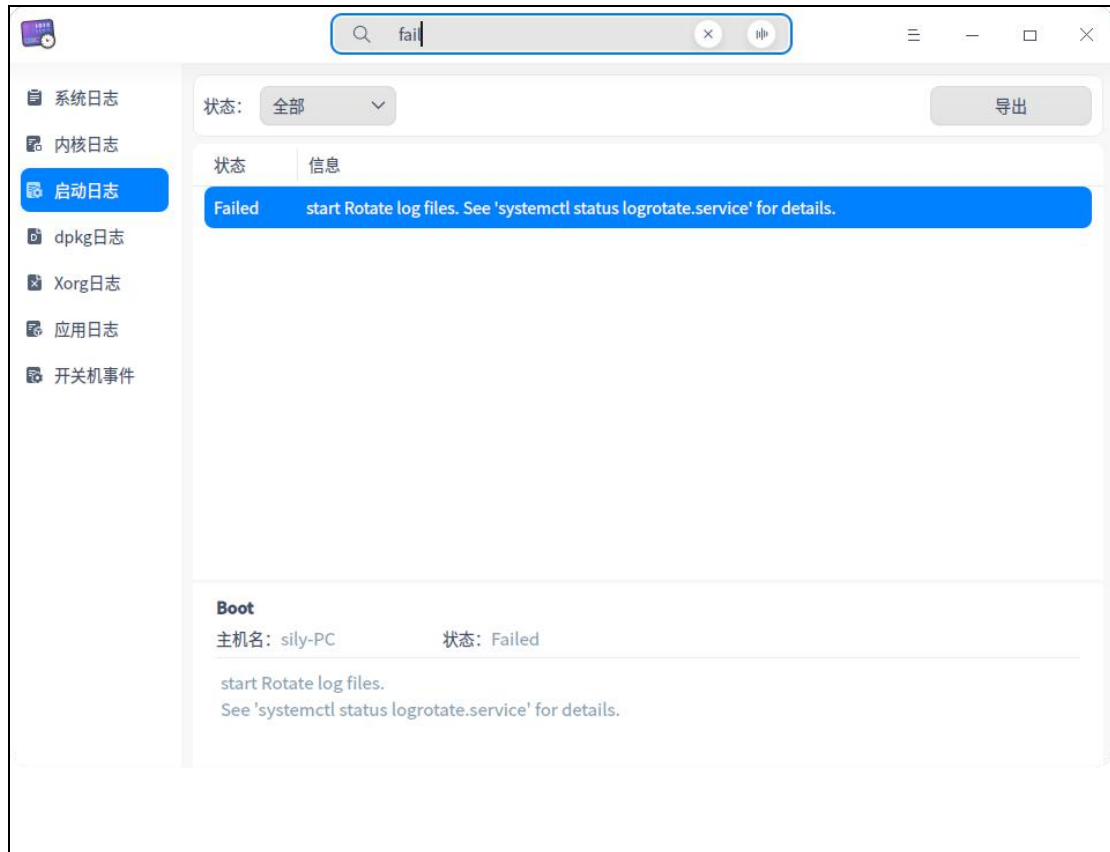 fail
系统日志
内核日志
启动日志
dpkg日志
Xorg日志
应用日志
开关机事件
状态： 全部
导出
状态 信息
Failed start Rotate log files. See 'systemctl status logrotate.service' for details.
Boot
主机名：sily-PC 状态：Failed
start Rotate log files.
See 'systemctl status logrotate.service' for details.